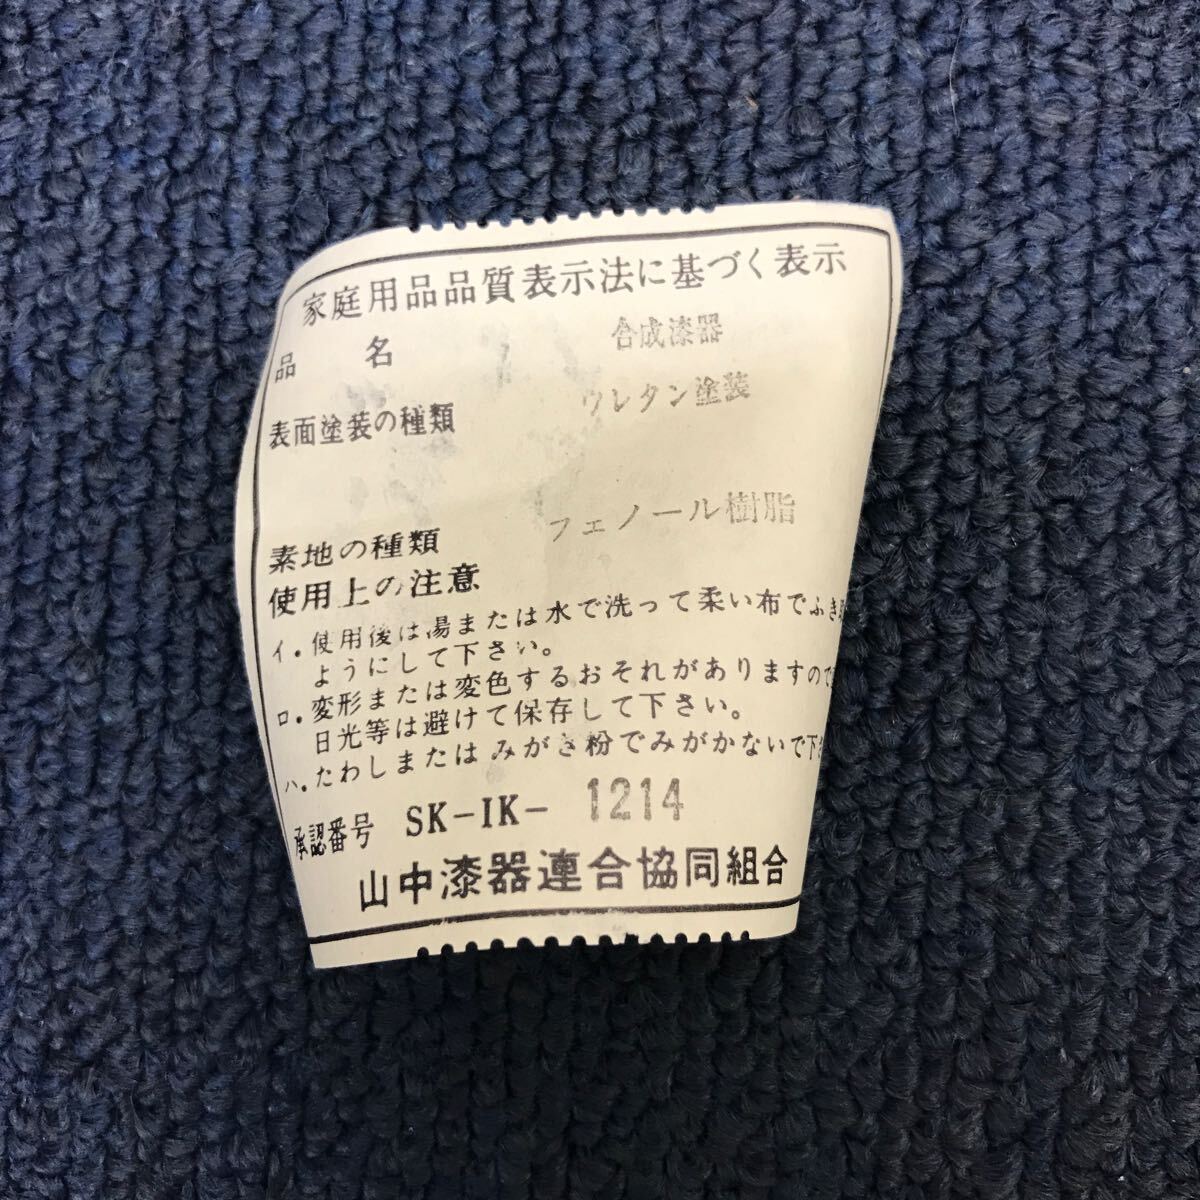 家庭用品品質表示法に基づく表示
品 名 合成漆器
表面塗装の種類 ウレタン塗装
素地の種類 フェノール樹脂
使用上の注意
イ.使用後は湯または水で洗って柔い布でふき
ようにして下さい。
ロ.変形または変色するおそれがありますので
日光等は避けて保存して下さい。
ハ.たわしまたはみがき粉でみがかないで下
承認番号 SK-IK- 1214
山中漆器連合協同組合